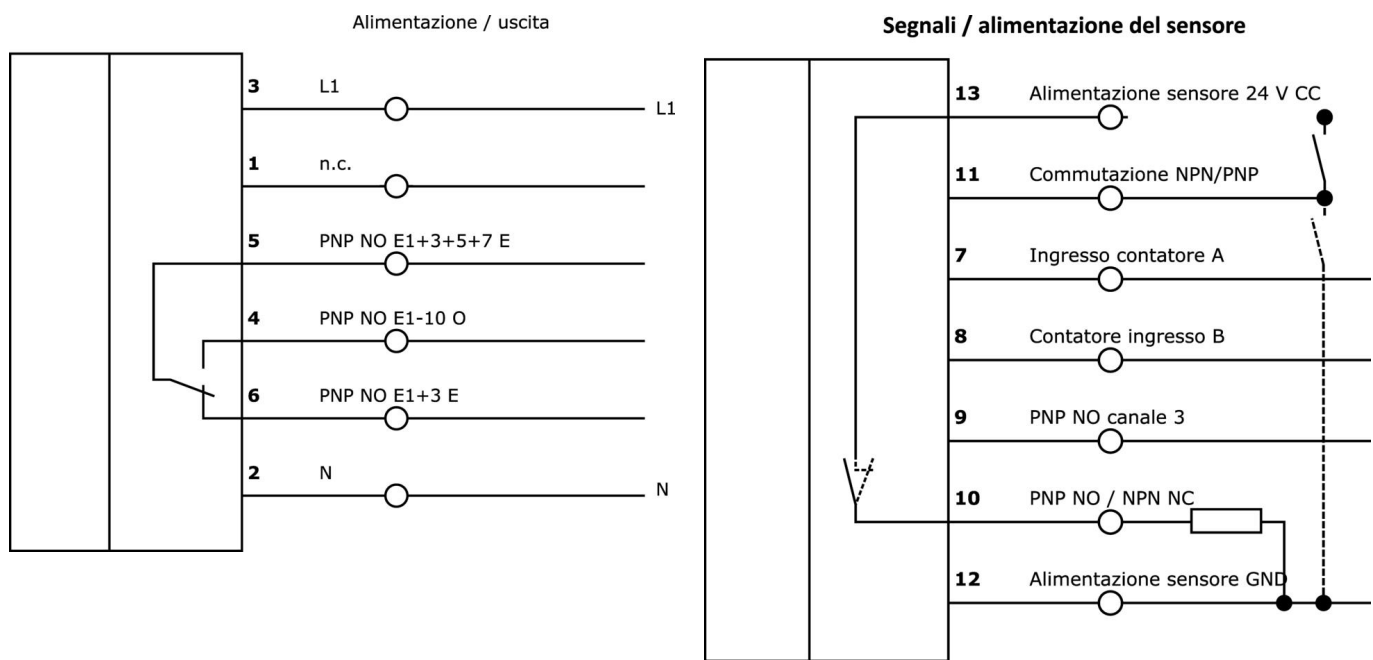 Alimentazione / uscita
3 L1
L1
1 n.c.
5 PNP NO E1+3+5+7 E
4 PNP NO E1-10 O
6 PNP NO E1+3 E
2 N
N
Segnali / alimentazione del sensore
13 Alimentazione sensore 24 V CC
11 Commutazione NPN/PNP
7 Ingresso contatore A
8 Contatore ingresso B
9 PNP NO canale 3
10 PNP NO / NPN NC
12 Alimentazione sensore GND